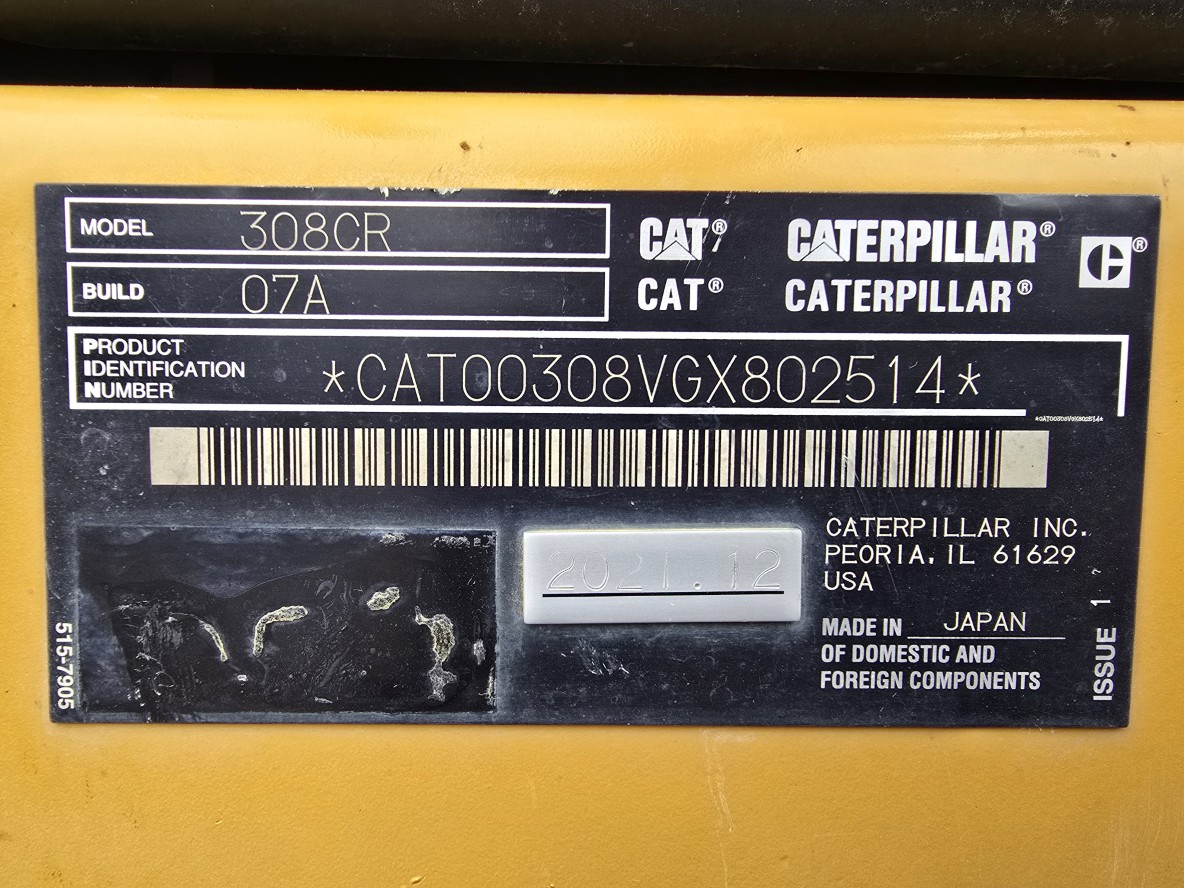 MODEL 308CR
BUILD 07A
CAT® CATERPILLAR® C®
CAT® CATERPILLAR®
PRODUCT
IDENTIFICATION
NUMBER
*CAT00308VGX802514*
*CAT00308VGX802514*
2021.12
CATERPILLAR INC.
PEORIA, IL 61629
USA
MADE IN JAPAN
OF DOMESTIC AND
FOREIGN COMPONENTS
515-7905
ISSUE 1